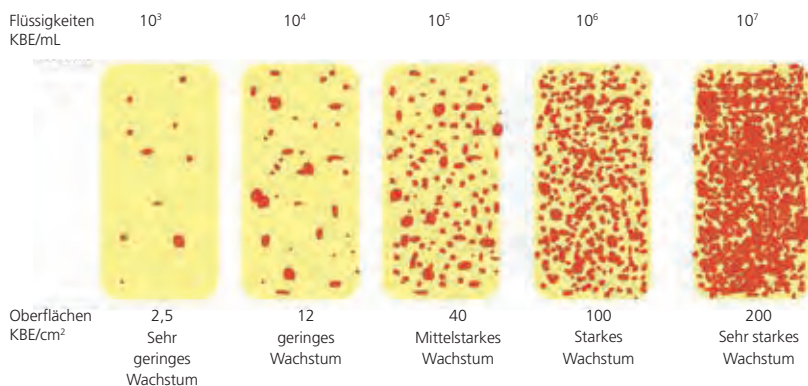 Flüssigkeiten 10³ 10⁴ 10⁵ 10⁶ 10⁷
KBE/mL
Oberflächen 2,5 12 40 100 200
KBE/cm² Sehr geringes Mittelstarkes Starkes Sehr starkes
geringes Wachstum Wachstum Wachstum Wachstum
Wachstum